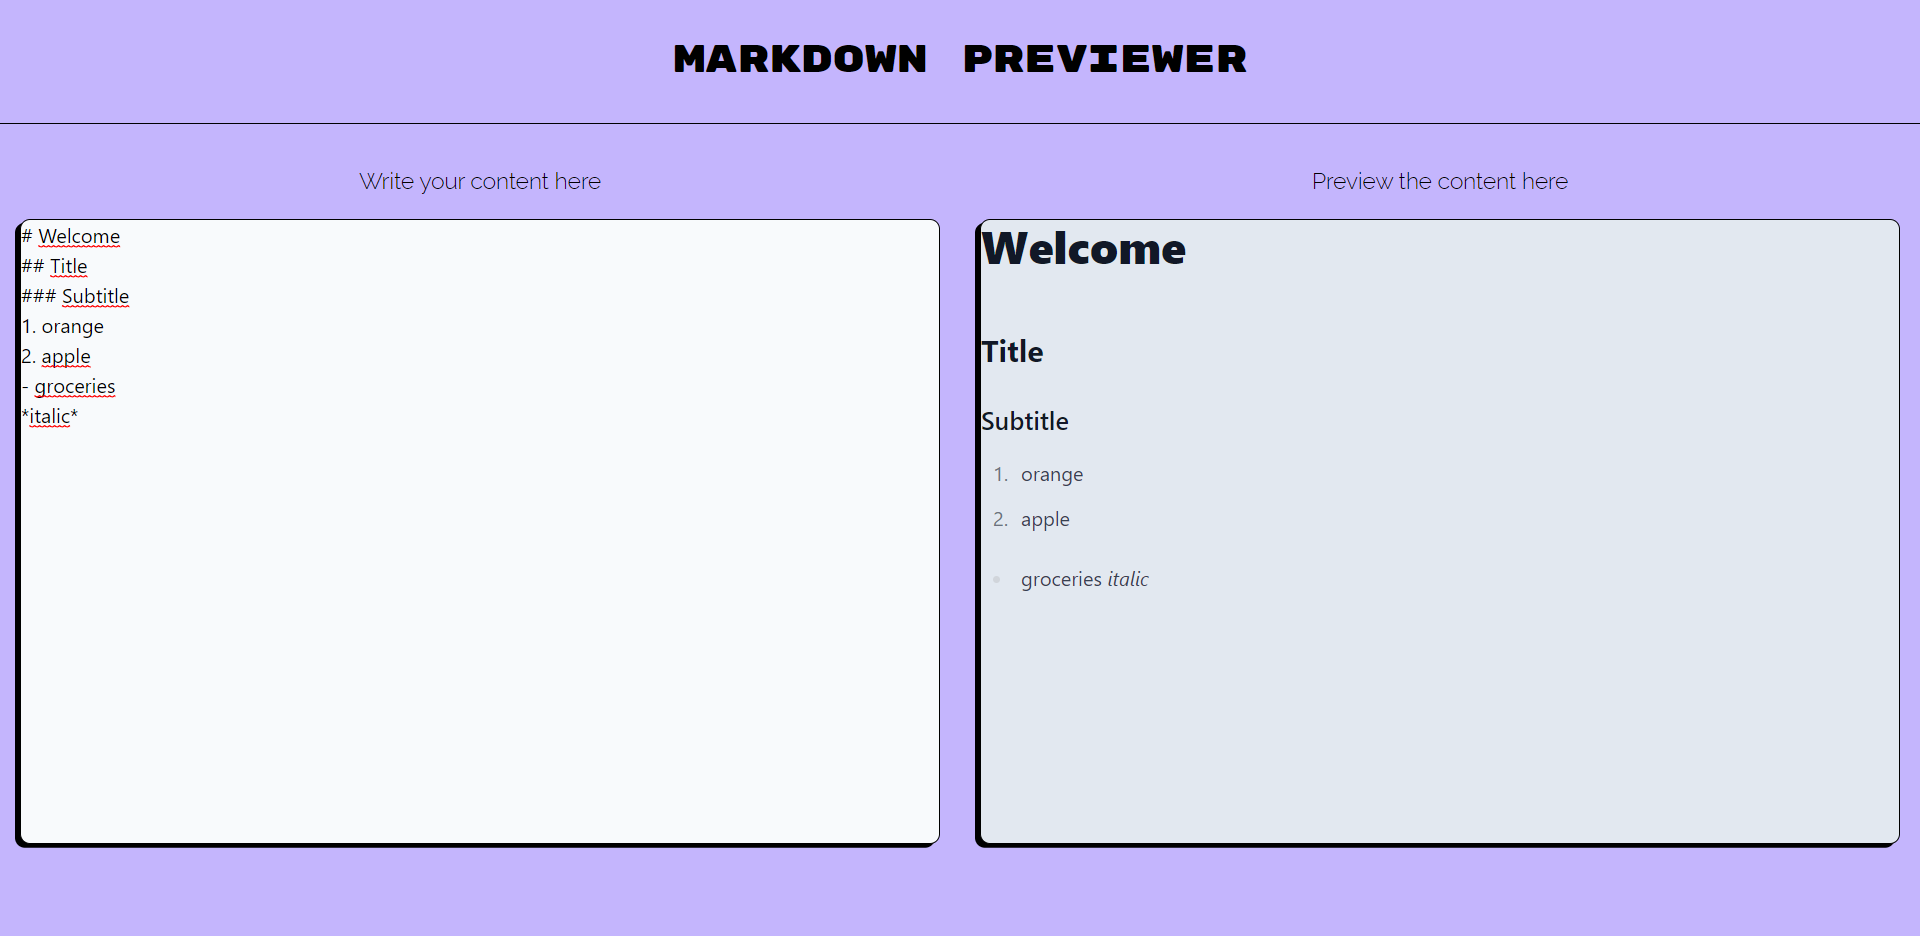 MARKDOWN PREVIEWER
Write your content here
# Welcome
## Title
### Subtitle
1. orange
2. apple
- groceries
*italic*
Preview the content here
Welcome
Title
Subtitle
1. orange
2. apple
• groceries italic